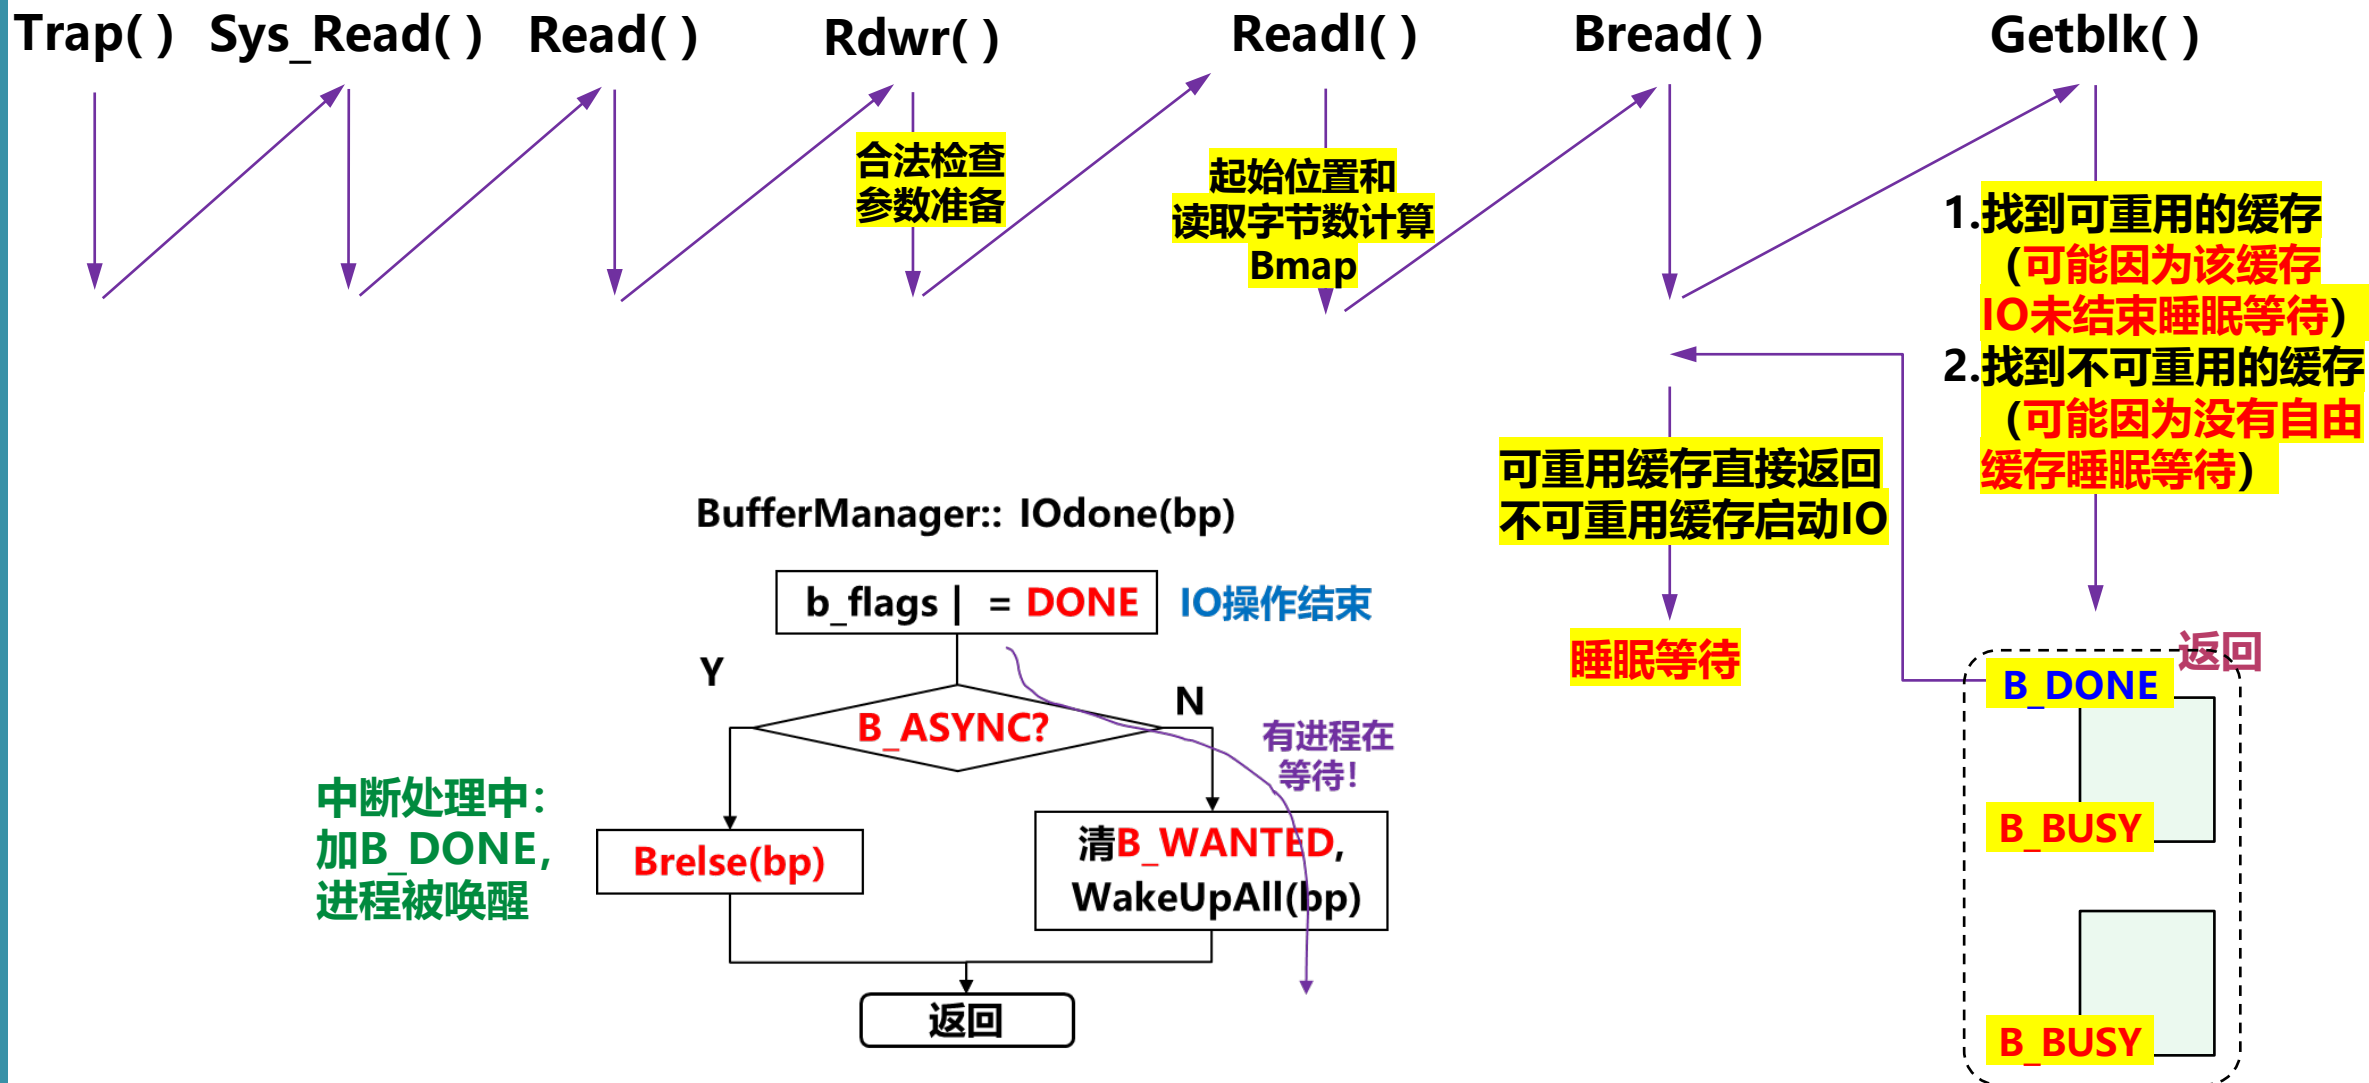 Trap( ) Sys_Read( ) Read( ) Rdwr( ) ReadI( ) Bread( ) Getblk( )
合法检查
参数准备
起始位置和
读取字节数计算
Bmap
1.找到可重用的缓存
（可能因为该缓存
IO未结束睡眠等待）
2.找到不可重用的缓存
（可能因为没有自由
缓存睡眠等待）
可重用缓存直接返回
不可重用缓存启动IO
睡眠等待
返回
B_DONE
B_BUSY
B_BUSY
BufferManager:: IOdone(bp)
b_flags | = DONE
IO操作结束
Y
N
B_ASYNC?
有进程在
等待！
中断处理中：
加B_DONE，
进程被唤醒
Brelse(bp)
清B_WANTED,
WakeUpAll(bp)
返回